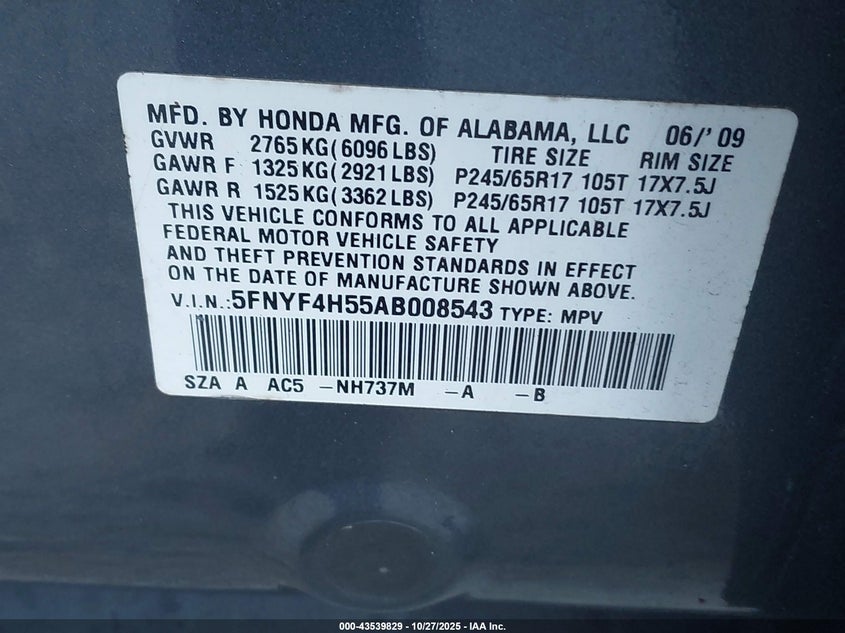 MFD. BY HONDA MFG. OF ALABAMA, LLC 06/'09
GVWR 2765KG(6096LBS) TIRE SIZE RIM SIZE
GAWR F 1325KG(2921LBS) P245/65R17 105T 17X7.5J
GAWR R 1525KG(3362LBS) P245/65R17 105T 17X7.5J
THIS VEHICLE CONFORMS TO ALL APPLICABLE
FEDERAL MOTOR VEHICLE SAFETY
AND THEFT PREVENTION STANDARDS IN EFFECT
ON THE DATE OF MANUFACTURE SHOWN ABOVE.
V.I.N.:5FNYF4H55AB008543 TYPE: MPV
SZA A AC5 -NH737M -A -B
000-43539829 - 10/27/2025 - IAA Inc.